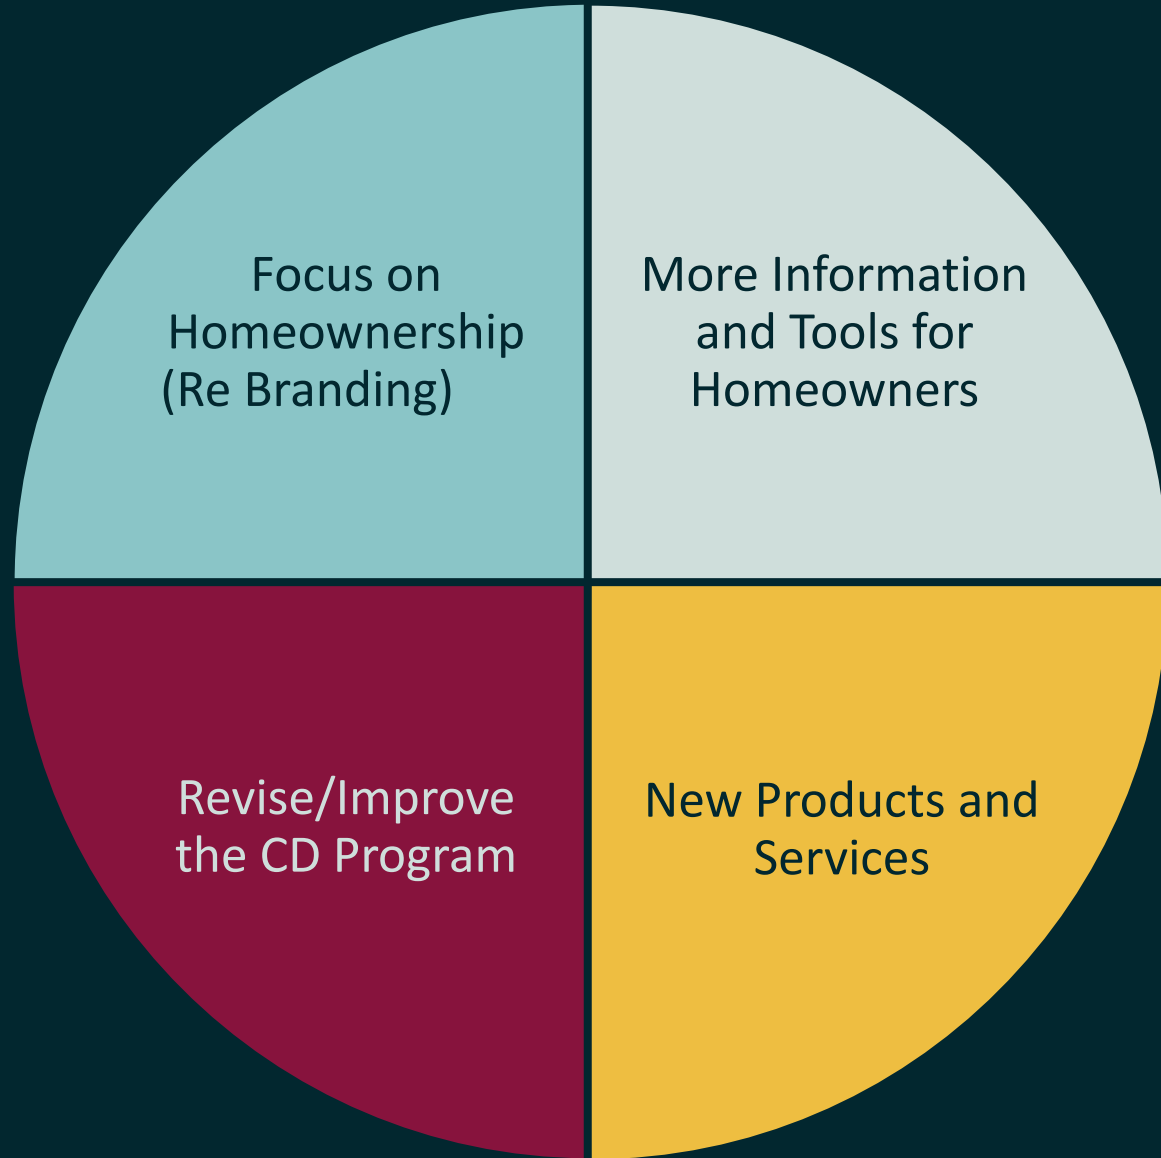 Focus on
Homeownership
(Re Branding)
More Information
and Tools for
Homeowners
Revise/Improve
the CD Program
New Products and
Services